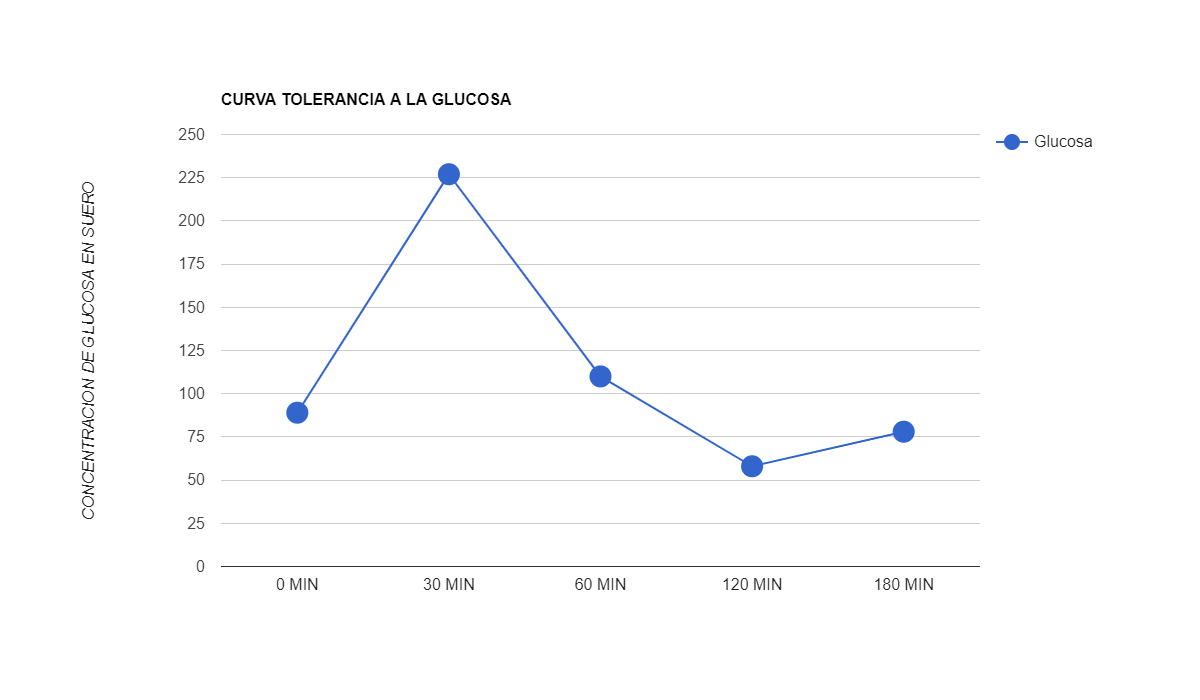 CURVA TOLERANCIA A LA GLUCOSA
Glucosa
CONCENTRACION DE GLUCOSA EN SUERO
250
225
200
175
150
125
100
75
50
25
0
0 MIN
30 MIN
60 MIN
120 MIN
180 MIN